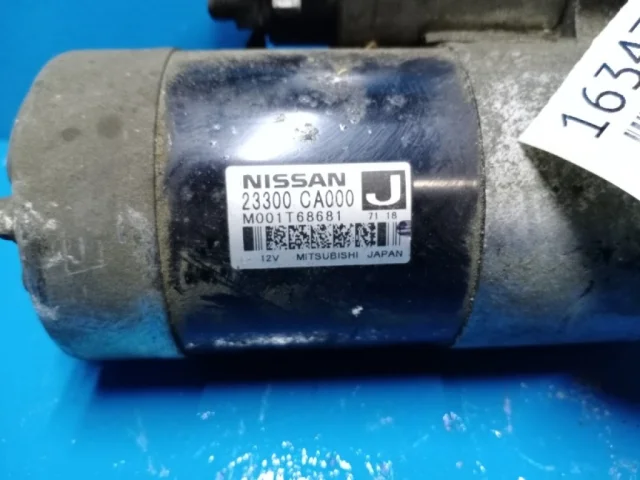 NISSAN J
23300 CA000
M001T68681 71 18
12V MITSUBISHI JAPAN
1634